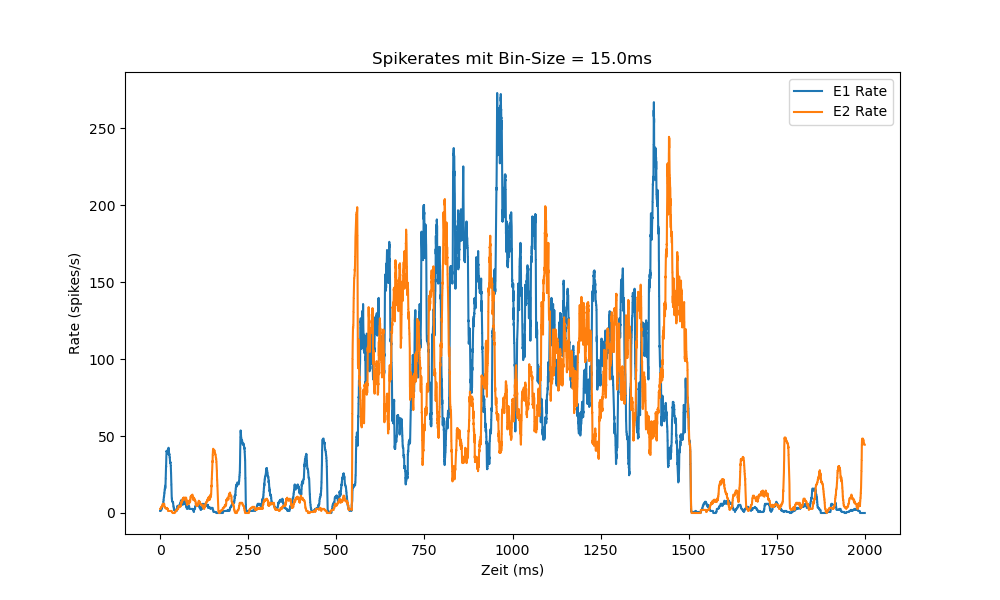 Spikerates mit Bin-Size = 15.0ms
E1 Rate
E2 Rate
Rate (spikes/s)
250
200
150
100
50
0
0 250 500 750 1000 1250 1500 1750 2000
Zeit (ms)